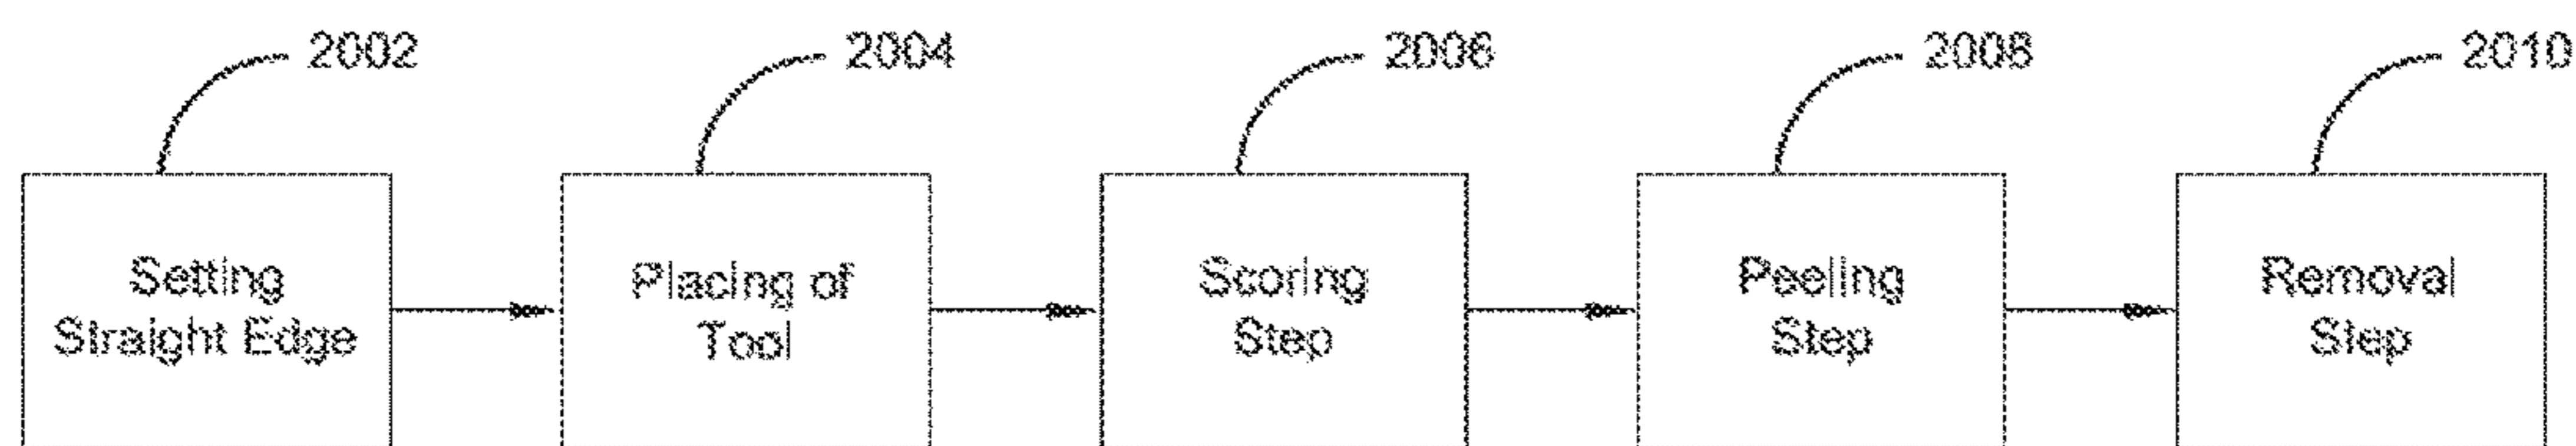 2002 2004 2006 2008 2010
Setting
Straight Edge
Placing of
Tool
Scoring
Step
Peeling
Step
Removal
Step